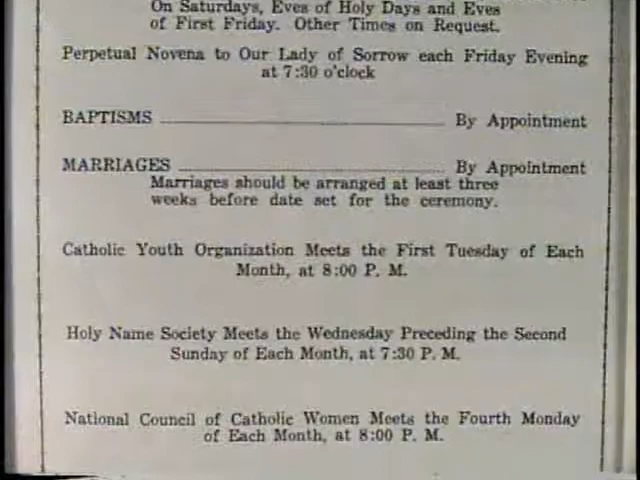 On Saturdays, Eves of Holy Days and Eves
of First Friday. Other Times on Request.
Perpetual Novena to Our Lady of Sorrow each Friday Evening
at 7:30 o'clock
BAPTISMS By Appointment
MARRIAGES By Appointment
Marriages should be arranged at least three
weeks before date set for the ceremony.
Catholic Youth Organization Meets the First Tuesday of Each
Month, at 8:00 P. M.
Holy Name Society Meets the Wednesday Preceding the Second
Sunday of Each Month, at 7:30 P. M.
National Council of Catholic Women Meets the Fourth Monday
of Each Month, at 8:00 P. M.